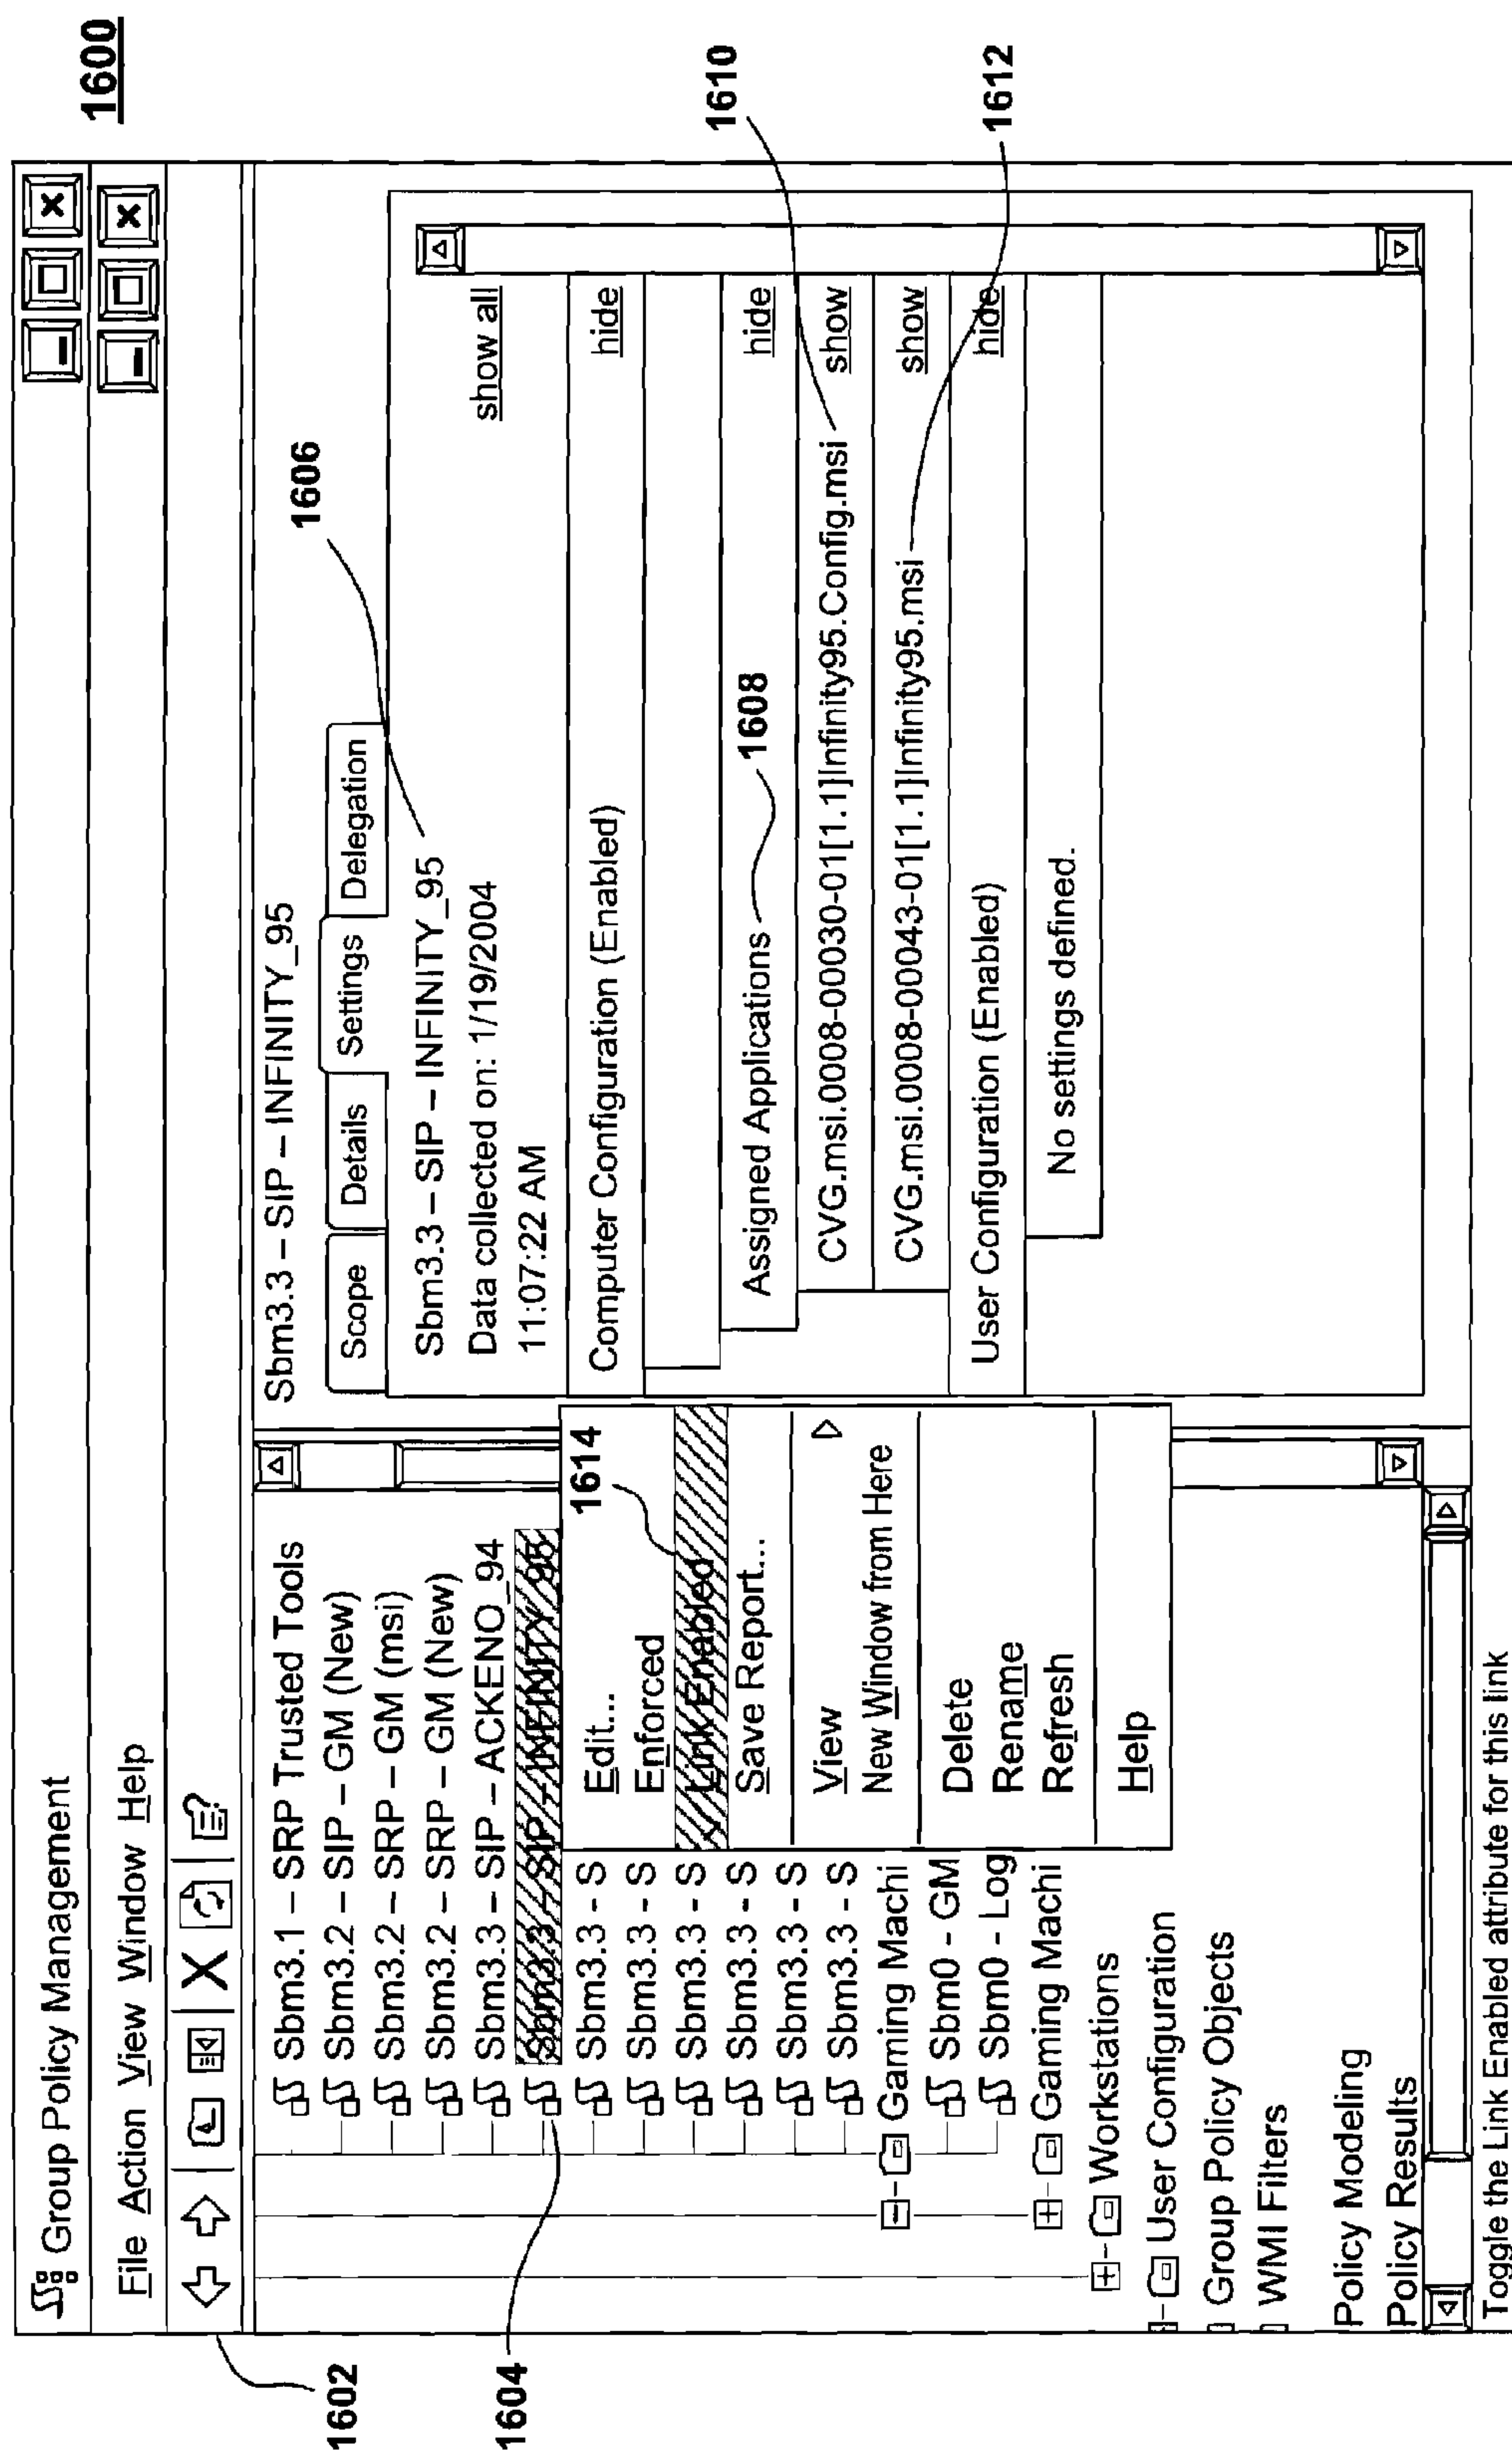 1600
Group Policy Management
File Action View Window Help
1602
1604
Sbm3.1 – SRP Trusted Tools
Sbm3.2 – SIP – GM (New)
Sbm3.2 – SRP – GM (msi)
Sbm3.2 – SRP – GM (New)
Sbm3.3 – SIP – ACKENO_94
Sbm3.3 – SIP – INFINITY_95
Sbm3.3 - S
Sbm3.3 - S
Sbm3.3 - S
Sbm3.3 - S
Sbm3.3 - S
Sbm3.3 - S
Gaming Machi
Sbm0 - GM
Sbm0 - Log
Gaming Machi
Workstations
User Configuration
Group Policy Objects
WMI Filters
Policy Modeling
Policy Results
1614
Edit...
Enforced
Link Enabled
Save Report...
View
New Window from Here
Delete
Rename
Refresh
Help
Sbm3.3 – SIP – INFINITY_95
1606
Scope Details Settings Delegation
Sbm3.3 – SIP – INFINITY_95
Data collected on: 1/19/2004
11:07:22 AM
show all
Computer Configuration (Enabled) hide
Assigned Applications 1608 hide
CVG.msi.0008-00030-01[1.1]Infinity95.Config.msi show
1610
CVG.msi.0008-00043-01[1.1]Infinity95.msi show
1612
User Configuration (Enabled) hide
No settings defined.
Toggle the Link Enabled attribute for this link